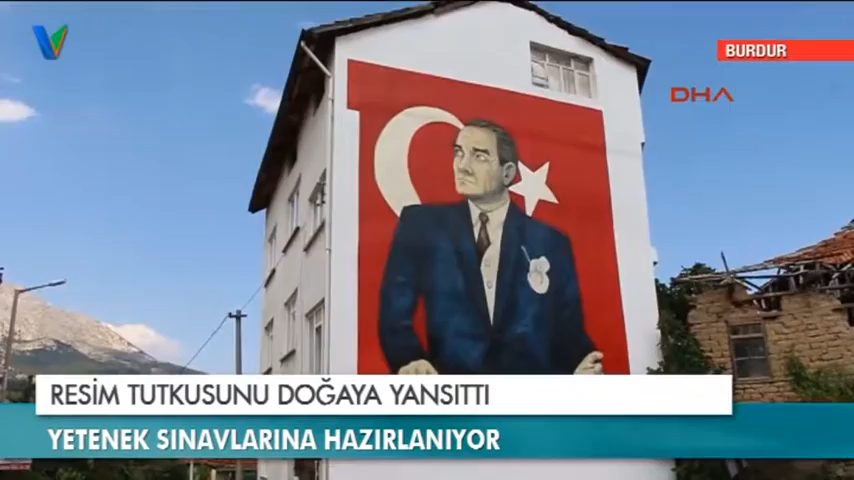 BURDUR
DHA
RESİM TUTKUSUNU DOĞAYA YANSITTI
YETENEK SINAVLARINA HAZIRLANIYOR